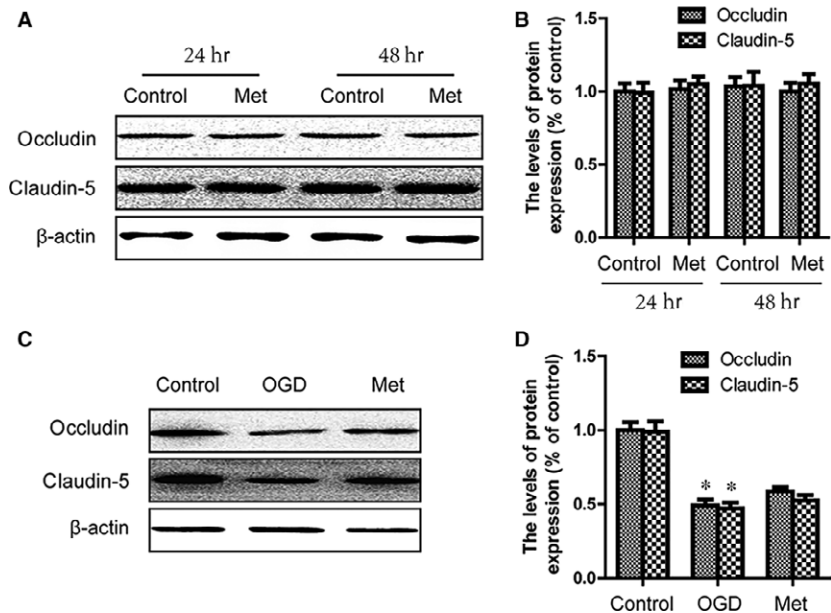 A
24 hr 48 hr
Control Met Control Met
Occludin
Claudin-5
β-actin
B
Occludin
Claudin-5
The levels of protein
expression (% of control)
1.5
1.0
0.5
0.0
Control Met Control Met
24 hr 48 hr
C
Control OGD Met
Occludin
Claudin-5
β-actin
D
Occludin
Claudin-5
The levels of protein
expression (% of control)
1.5
1.0
0.5
0.0
* *
Control OGD Met